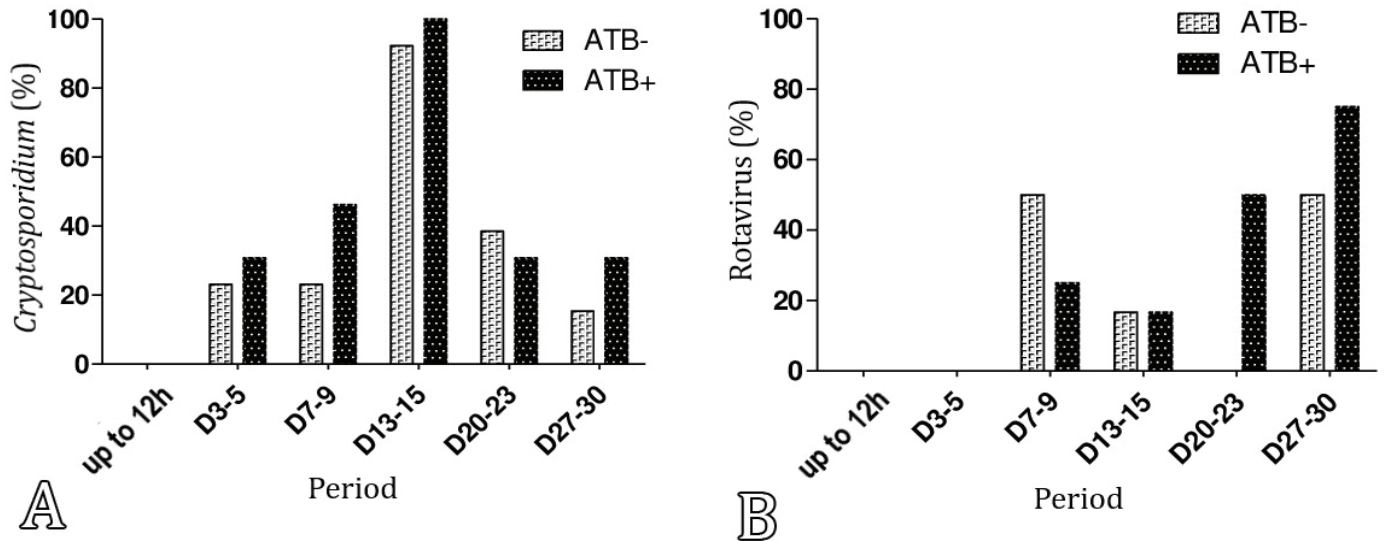 100
80
60
40
20
0
Cryptosporidium (%)
ATB-
ATB+
up to 12h
D3-5
D7-9
D13-15
D20-23
D27-30
Period
A
100
80
60
40
20
0
Rotavirus (%)
ATB-
ATB+
up to 12h
D3-5
D7-9
D13-15
D20-23
D27-30
Period
B